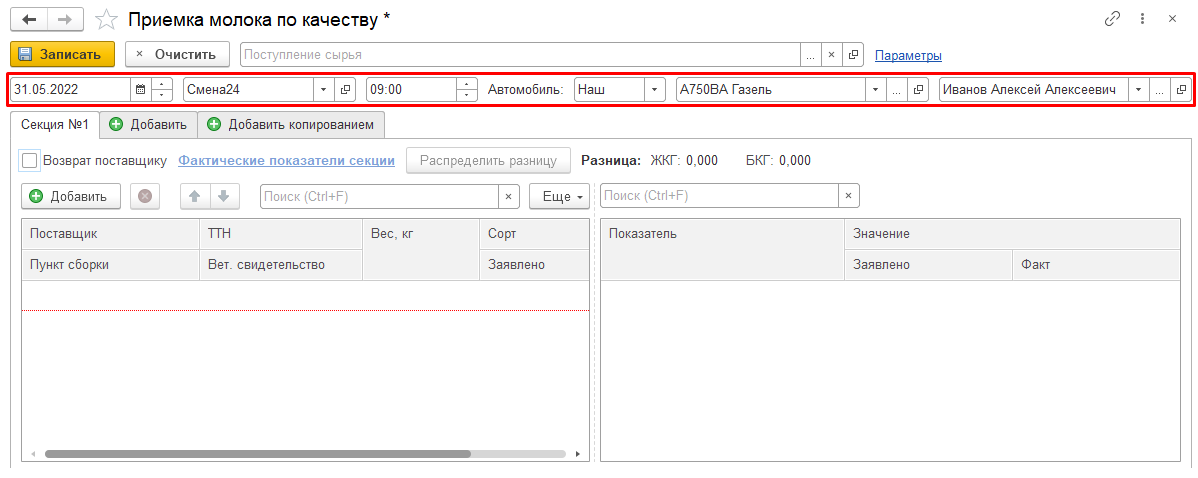 Приемка молока по качеству *
Записать × Очистить Поступление сырья ... × Параметры
31.05.2022 Смена24 09:00 Автомобиль: Наш А750ВА Газель ... Иванов Алексей Алексеевич ...
Секция №1 Добавить Добавить копированием
Возврат поставщику Фактические показатели секции Распределить разницу Разница: ЖКГ: 0,000 БКГ: 0,000
Добавить Поиск (Ctrl+F) × Еще Поиск (Ctrl+F) ×
Поставщик ТТН Вес, кг Сорт Показатель Значение
Пункт сборки Вет. свидетельство Заявлено Заявлено Факт